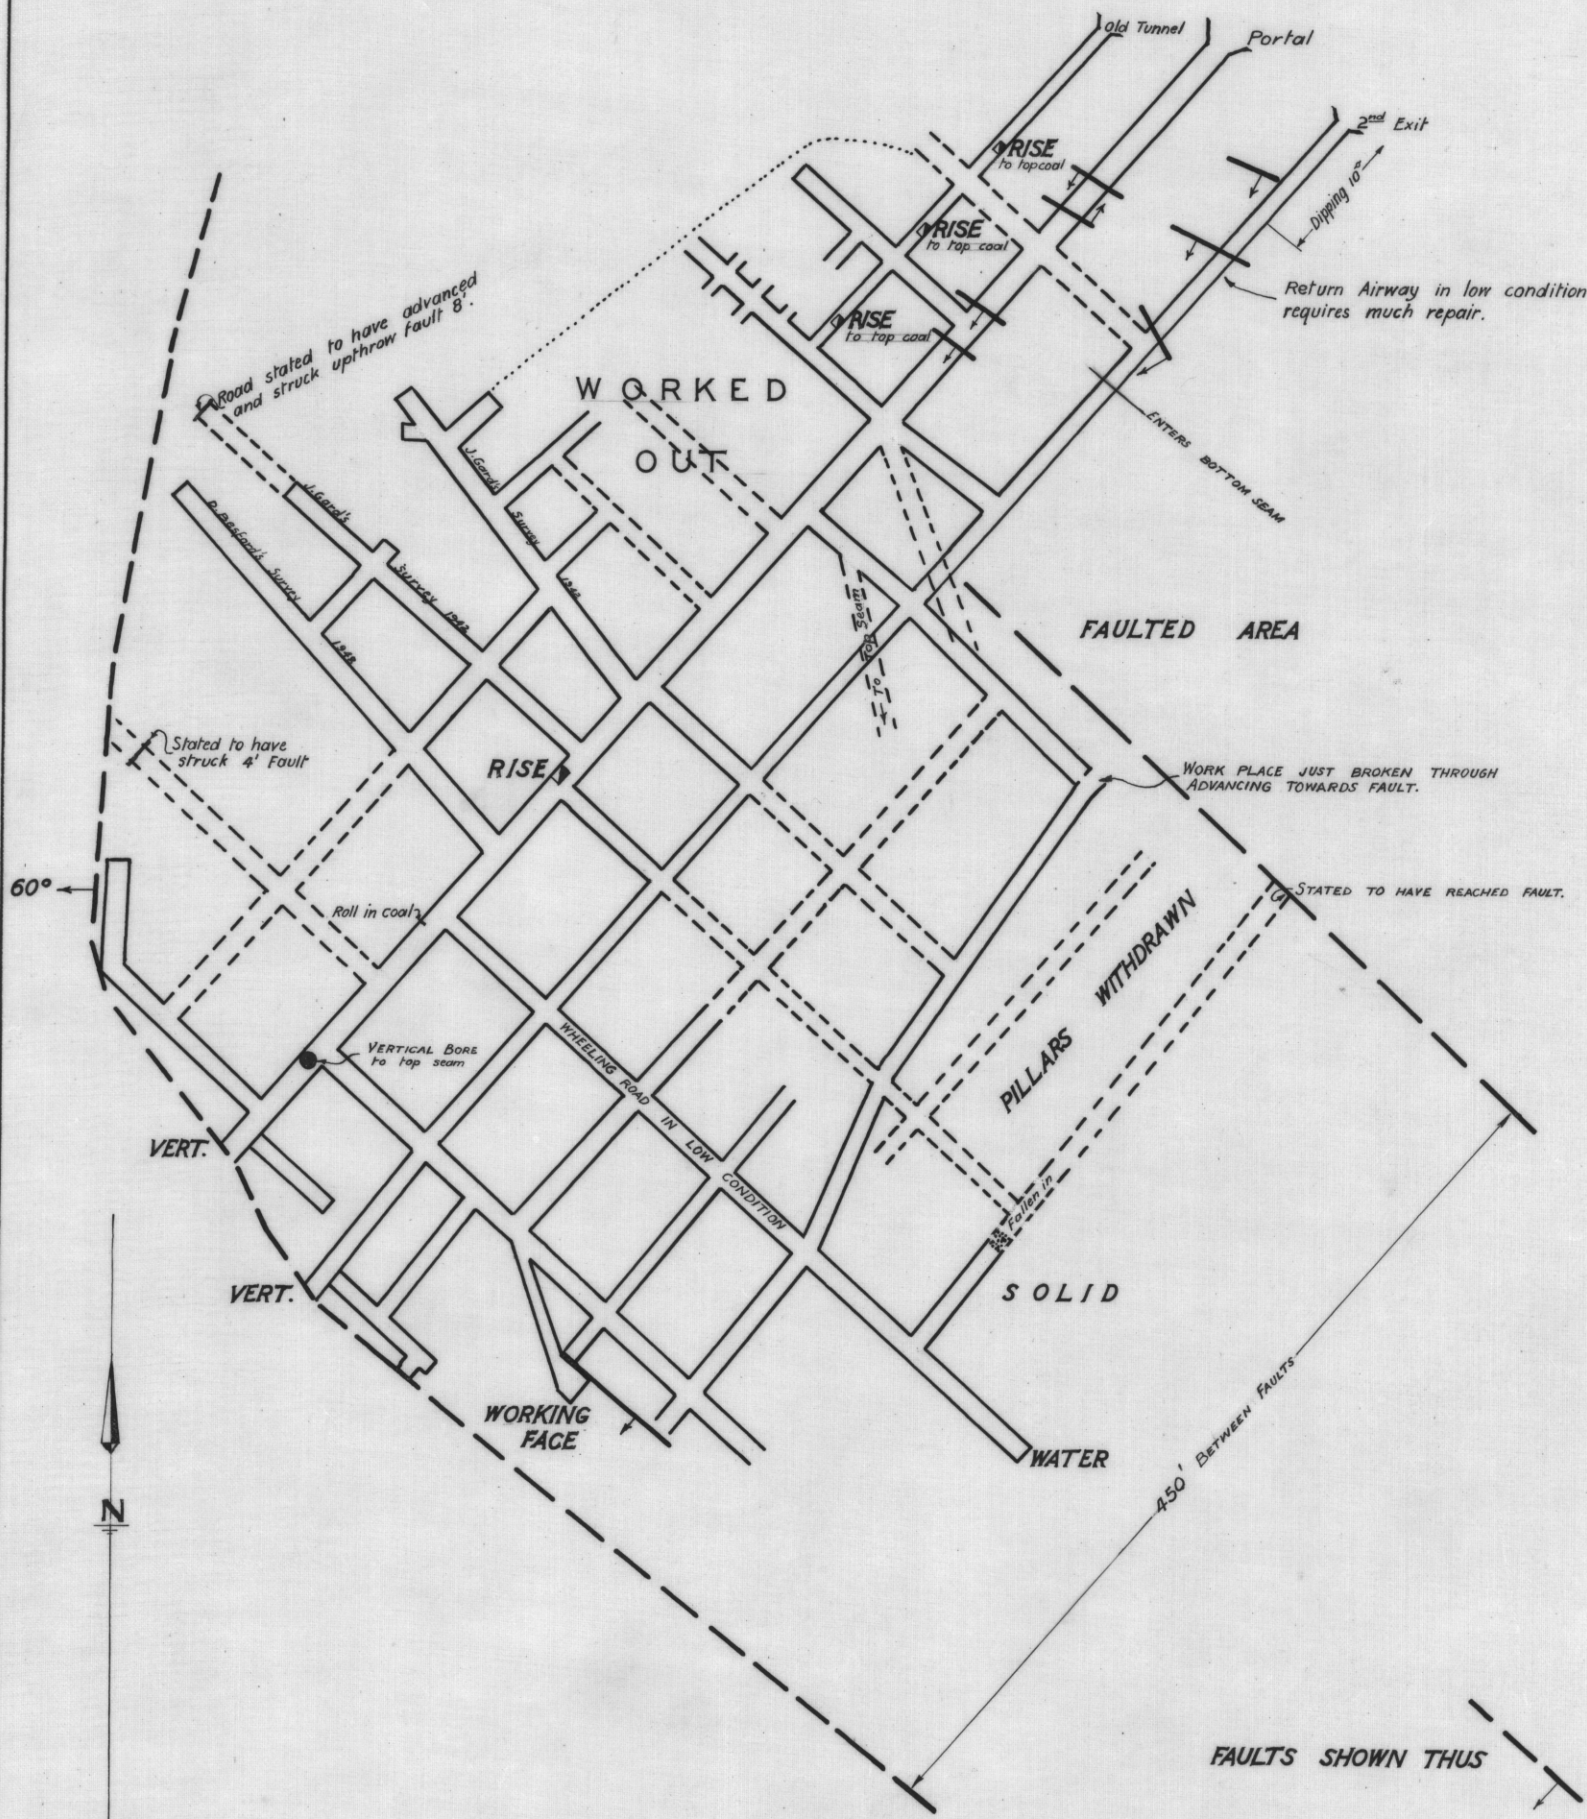 Old Tunnel
Portal
2nd Exit
RISE
to topcoal
Dipping 10°
RISE
to top coal
Return Airway in low condition
requires much repair.
RISE
to top coal
Road stated to have advanced
and struck upthrow fault 8'.
WORKED
OUT
ENTERS BOTTOM SEAM
J. Gard's
Survey
1942
J. Gard's
Survey 1942
Survey
1948
To Top Seam
FAULTED AREA
Stated to have
struck 4' Fault
RISE
WORK PLACE JUST BROKEN THROUGH
ADVANCING TOWARDS FAULT.
60°
STATED TO HAVE REACHED FAULT.
Roll in coal
PILLARS WITHDRAWN
VERTICAL BORE
to top seam
WHEELING ROAD IN LOW CONDITION
VERT.
Fallen in
VERT.
SOLID
WORKING
FACE
WATER
450' BETWEEN FAULTS
N
FAULTS SHOWN THUS